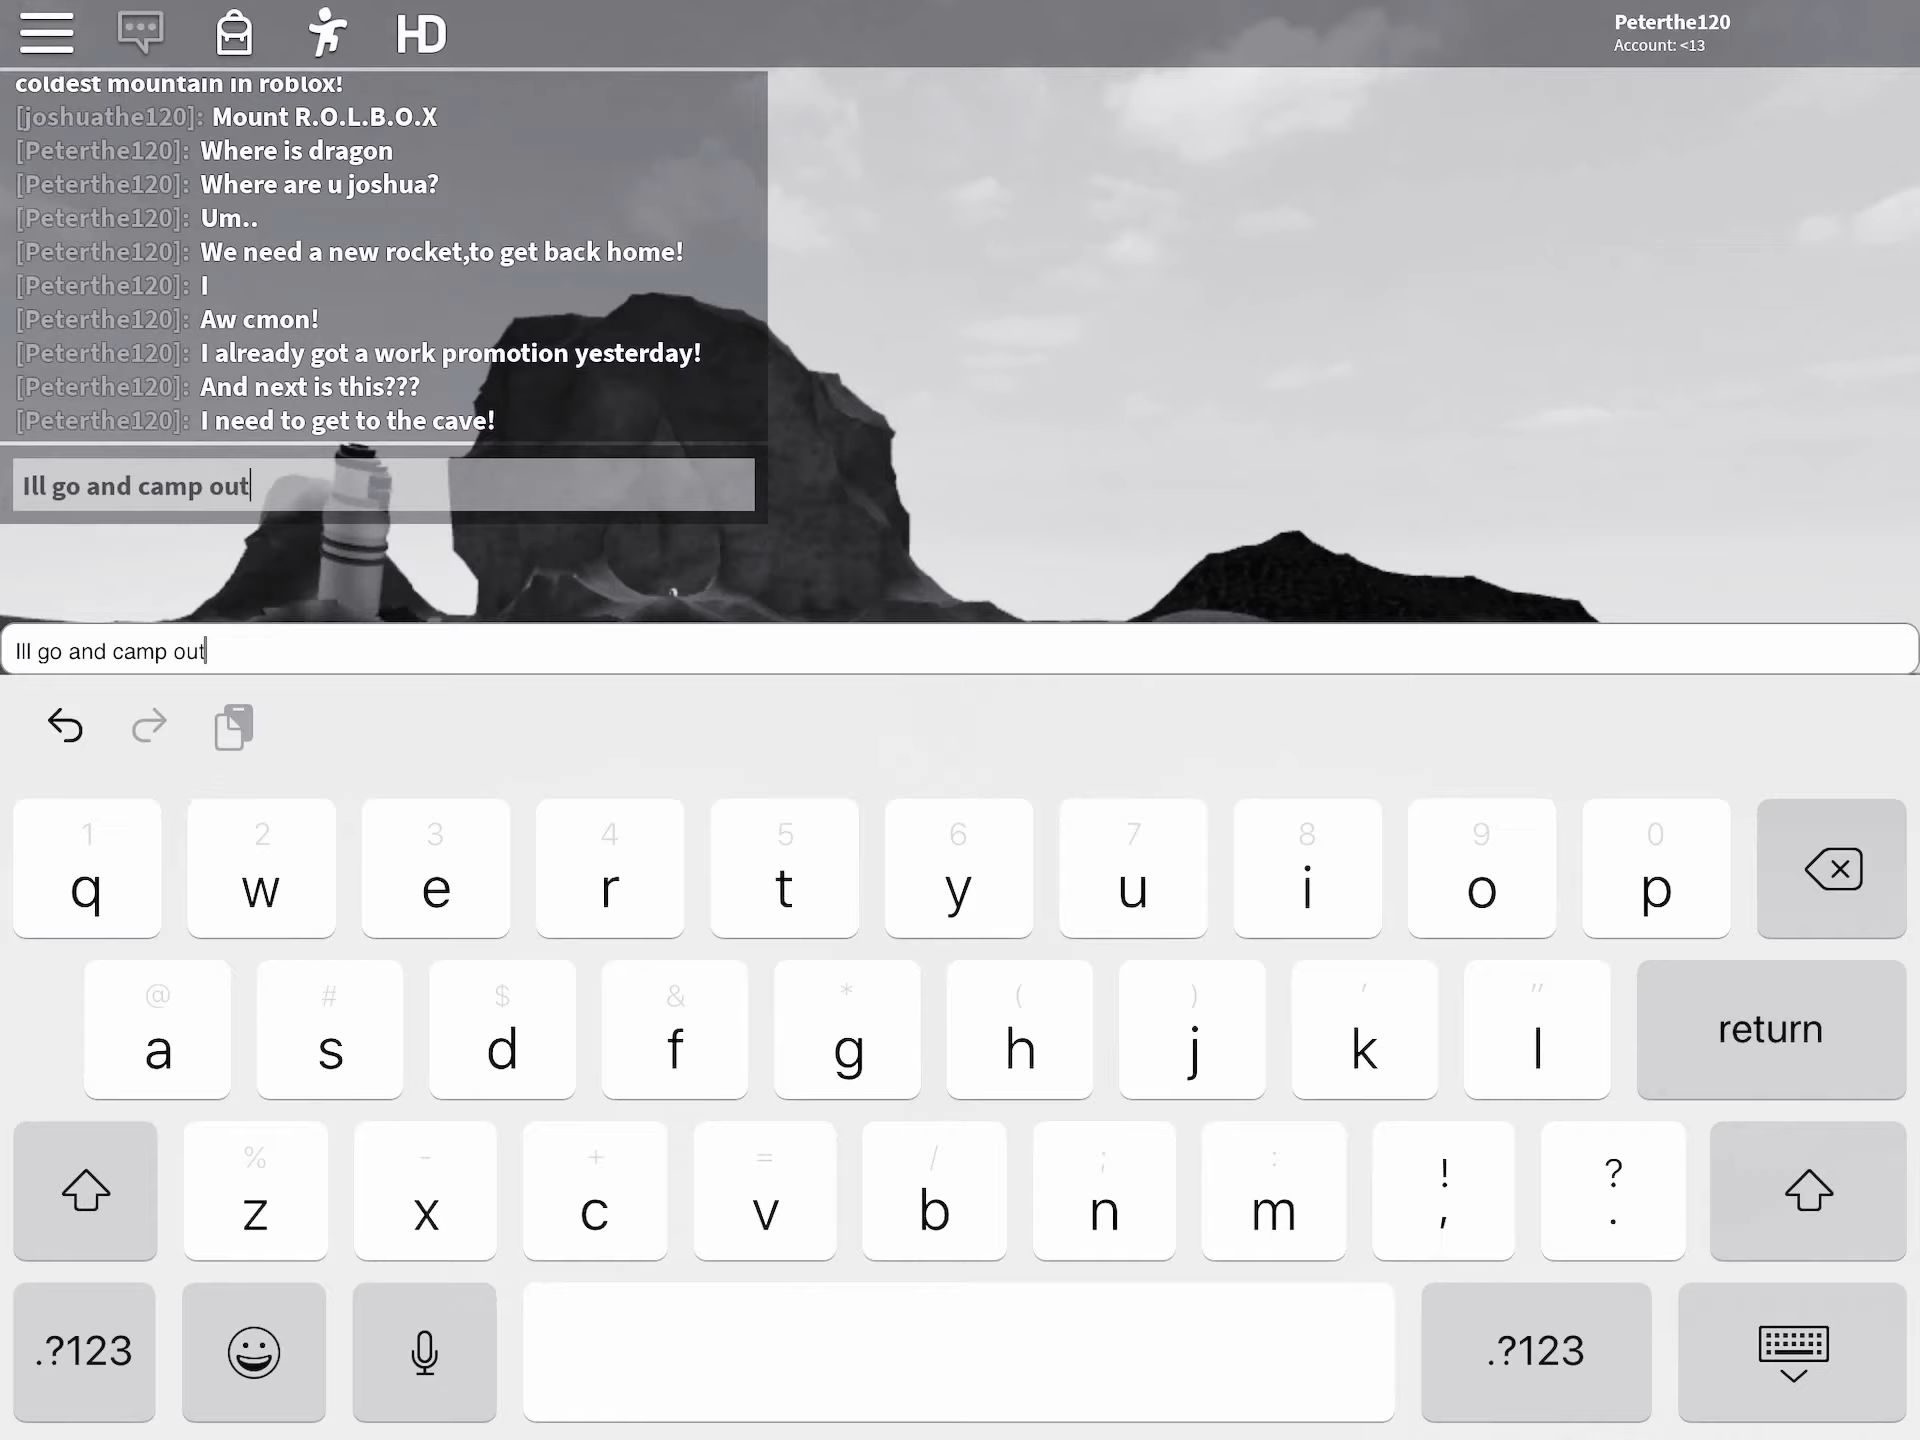 HD
Peterthe120
Account: <13
coldest mountain in roblox!
[joshuathe120]: Mount R.O.L.B.O.X
[Peterthe120]: Where is dragon
[Peterthe120]: Where are u joshua?
[Peterthe120]: Um..
[Peterthe120]: We need a new rocket,to get back home!
[Peterthe120]: I
[Peterthe120]: Aw cmon!
[Peterthe120]: I already got a work promotion yesterday!
[Peterthe120]: And next is this???
[Peterthe120]: I need to get to the cave!
Ill go and camp out
Ill go and camp out
1 2 3 4 5 6 7 8 9 0
q w e r t y u i o p
@ # $ & * ( ) ' "
a s d f g h j k l return
% - + = / ; : ! ?
z x c v b n m , .
.?123 .?123